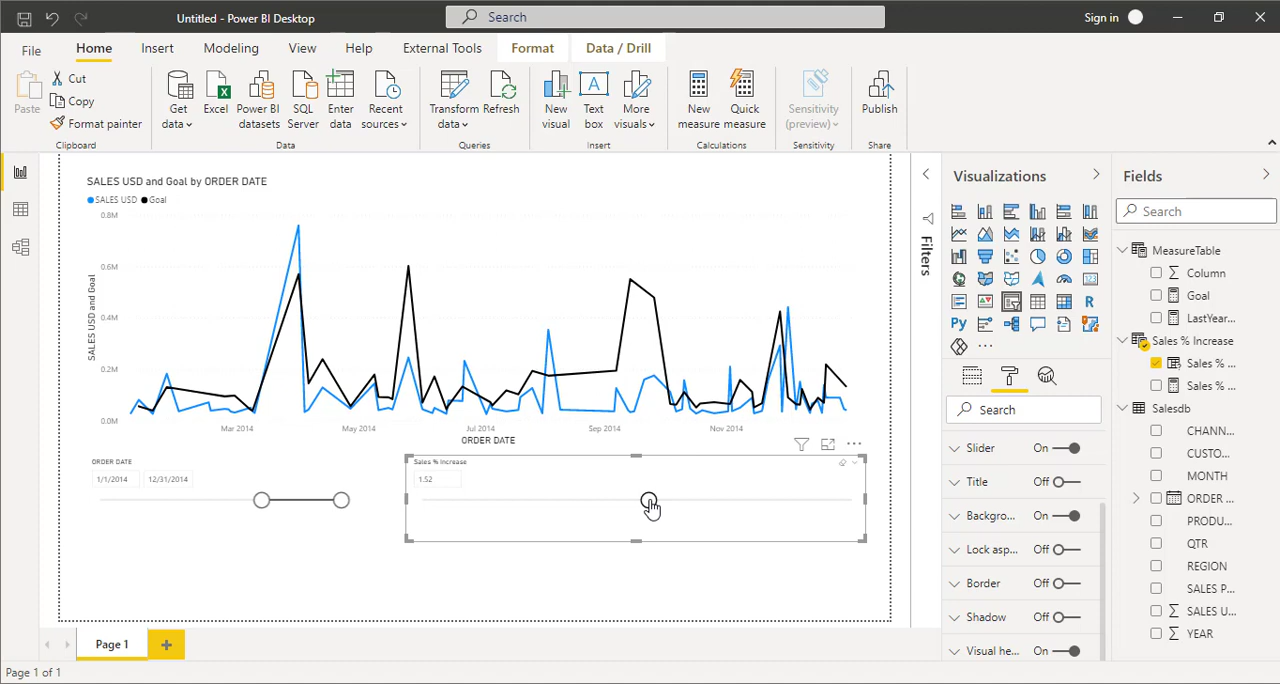 Untitled - Power BI Desktop
Search
Sign in
File
Home
Insert
Modeling
View
Help
External Tools
Format
Data / Drill
Paste
Cut
Copy
Format painter
Clipboard
Get data
Excel
Power BI datasets
SQL Server
Enter data
Recent sources
Data
Transform data
Refresh
Queries
New visual
Text box
More visuals
Insert
New measure
Quick measure
Calculations
Sensitivity (preview)
Sensitivity
Publish
Share
SALES USD and Goal by ORDER DATE
SALES USD
Goal
0.8M
0.6M
0.4M
0.2M
0.0M
SALES USD and Goal
Mar 2014
May 2014
Jul 2014
Sep 2014
Nov 2014
ORDER DATE
ORDER DATE
1/1/2014
12/31/2014
Sales % Increase
1.52
Filters
Visualizations
R
Py
123
Search
Slider
On
Title
Off
Backgro...
On
Lock asp...
Off
Border
Off
Shadow
Off
Visual he...
On
Fields
Search
MeasureTable
Column
Goal
LastYear...
Sales % Increase
Sales % ...
Sales % ...
Salesdb
CHANN...
CUSTO...
MONTH
ORDER ...
PRODU...
QTR
REGION
SALES P...
SALES U...
YEAR
Page 1
Page 1 of 1